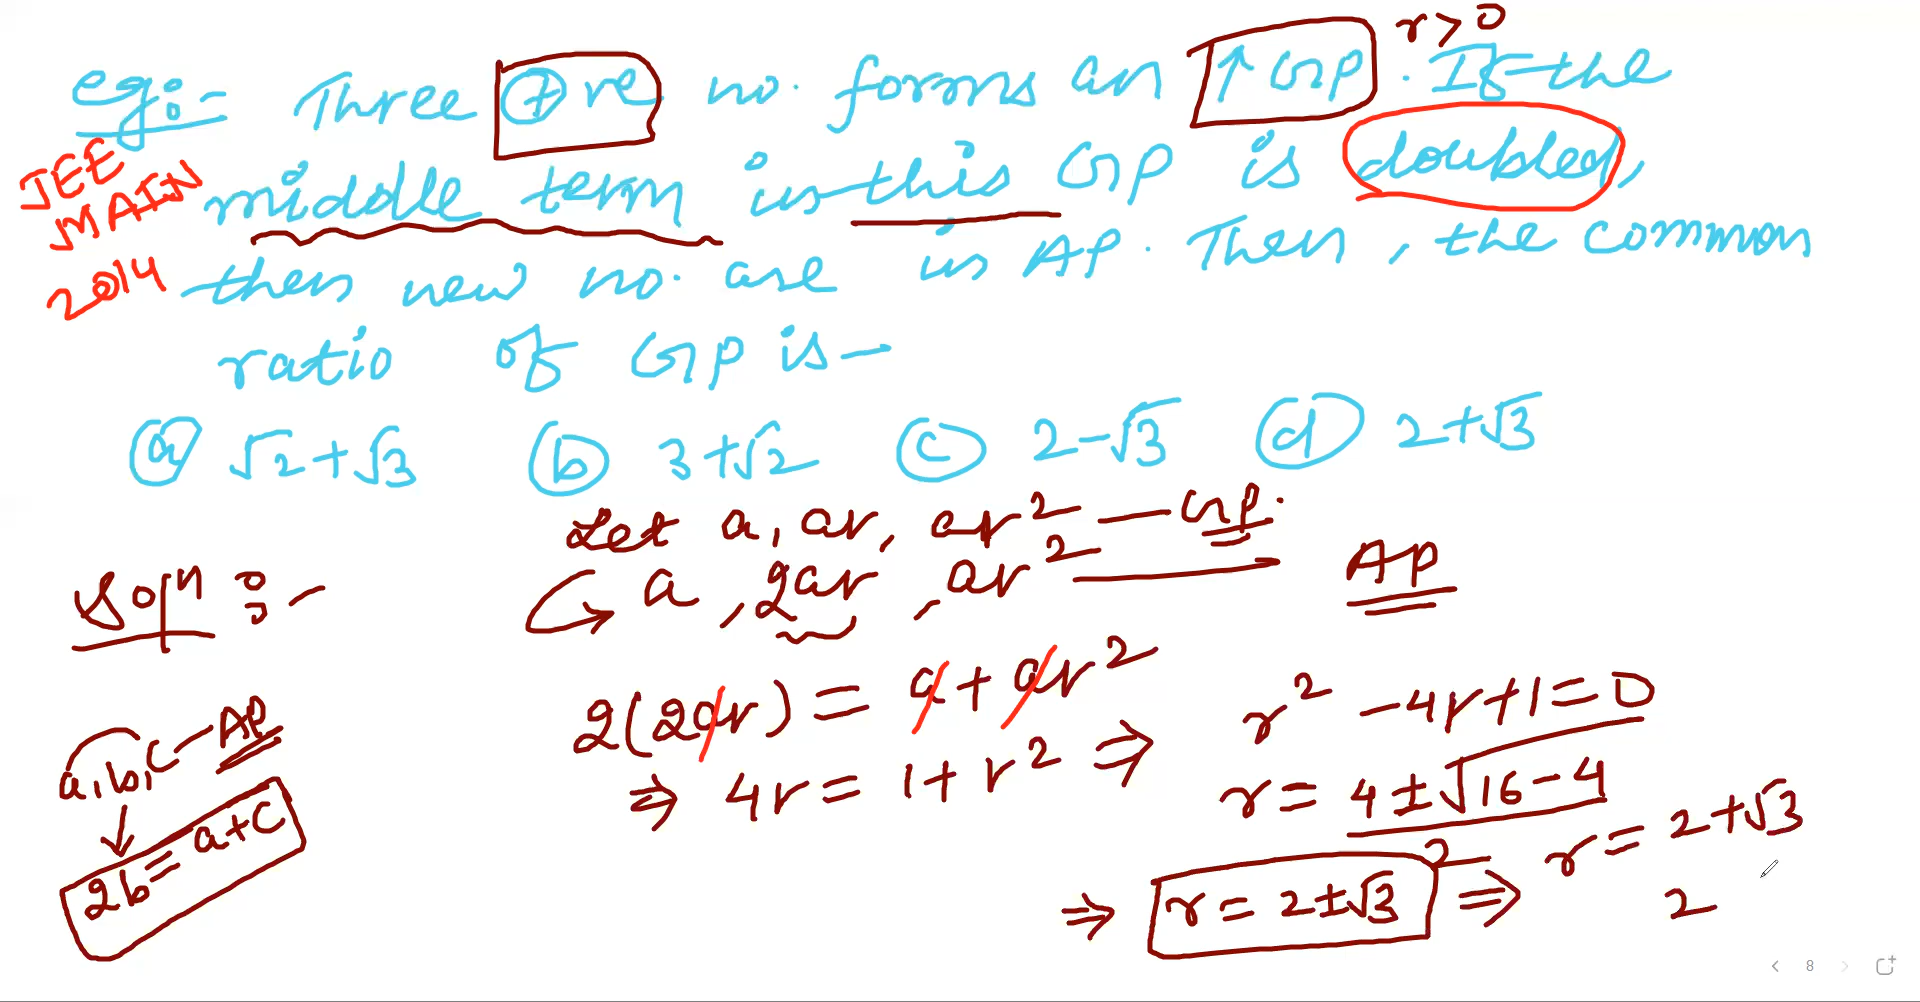 r > 0
eg:- Three ⊕ve no. forms an ↑ GP. If the
JEE MAIN 2014
middle term in this GP is doubled,
then new no. are in AP. Then, the common
ratio of GP is —
ⓐ √2+√3 ⓑ 3+√2 ⓒ 2-√3 ⓓ 2+√3
Let a, ar, ar² — GP.
Solⁿ :-
a, 2ar, ar² → AP
2(2ar) = a + ar²
⇒ 4r = 1 + r² ⇒ r² - 4r + 1 = 0
r = (4 ± √16-4)/2
⇒ r = 2±√3 ⇒ r = 2+√3
2
a, b, c — AP
↓
2b = a+c
8